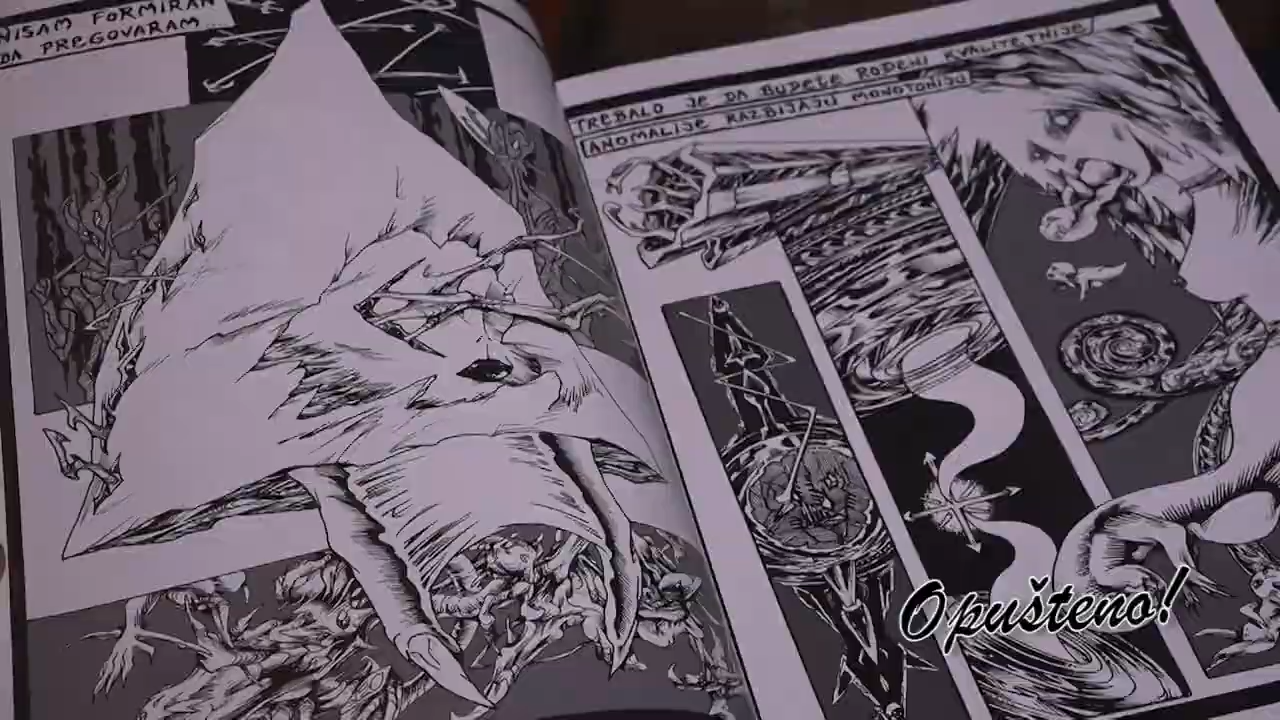 NISAM FORMIRAN
DA PREGOVARAM...
TREBALO JE DA BUDETE ROĐENI KVALITETNIJE/
ANOMALIJE RAZBIJAJU MONOTONIJU
Opušteno!